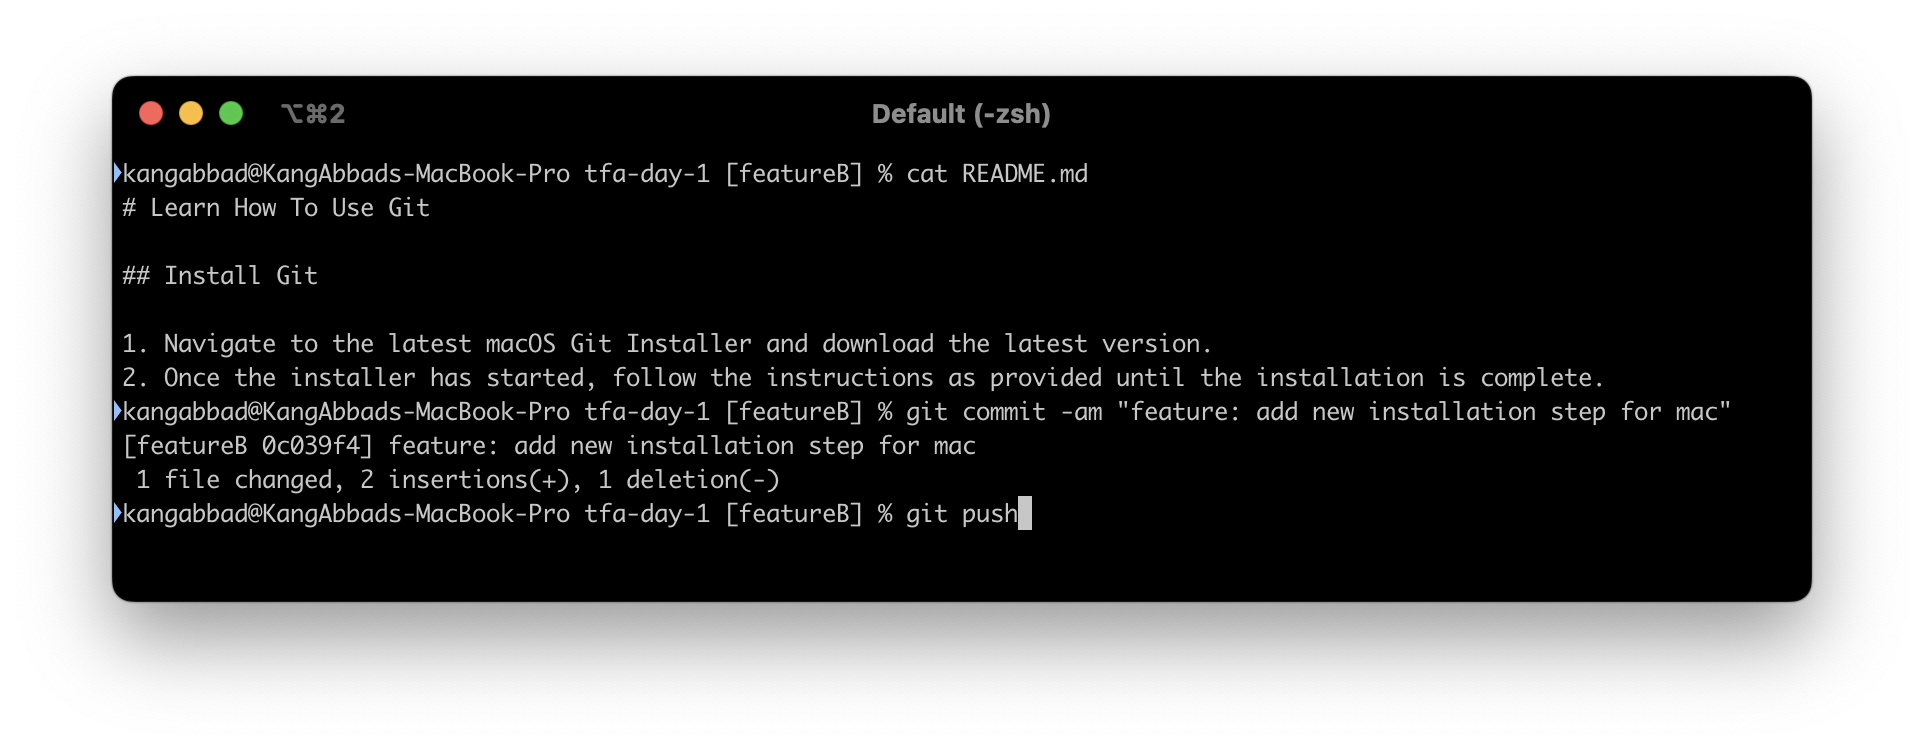 ⌥⌘2
Default (-zsh)
kangabbad@KangAbbads-MacBook-Pro tfa-day-1 [featureB] % cat README.md
# Learn How To Use Git
## Install Git
1. Navigate to the latest macOS Git Installer and download the latest version.
2. Once the installer has started, follow the instructions as provided until the installation is complete.
kangabbad@KangAbbads-MacBook-Pro tfa-day-1 [featureB] % git commit -am "feature: add new installation step for mac"
[featureB 0c039f4] feature: add new installation step for mac
1 file changed, 2 insertions(+), 1 deletion(-)
kangabbad@KangAbbads-MacBook-Pro tfa-day-1 [featureB] % git push